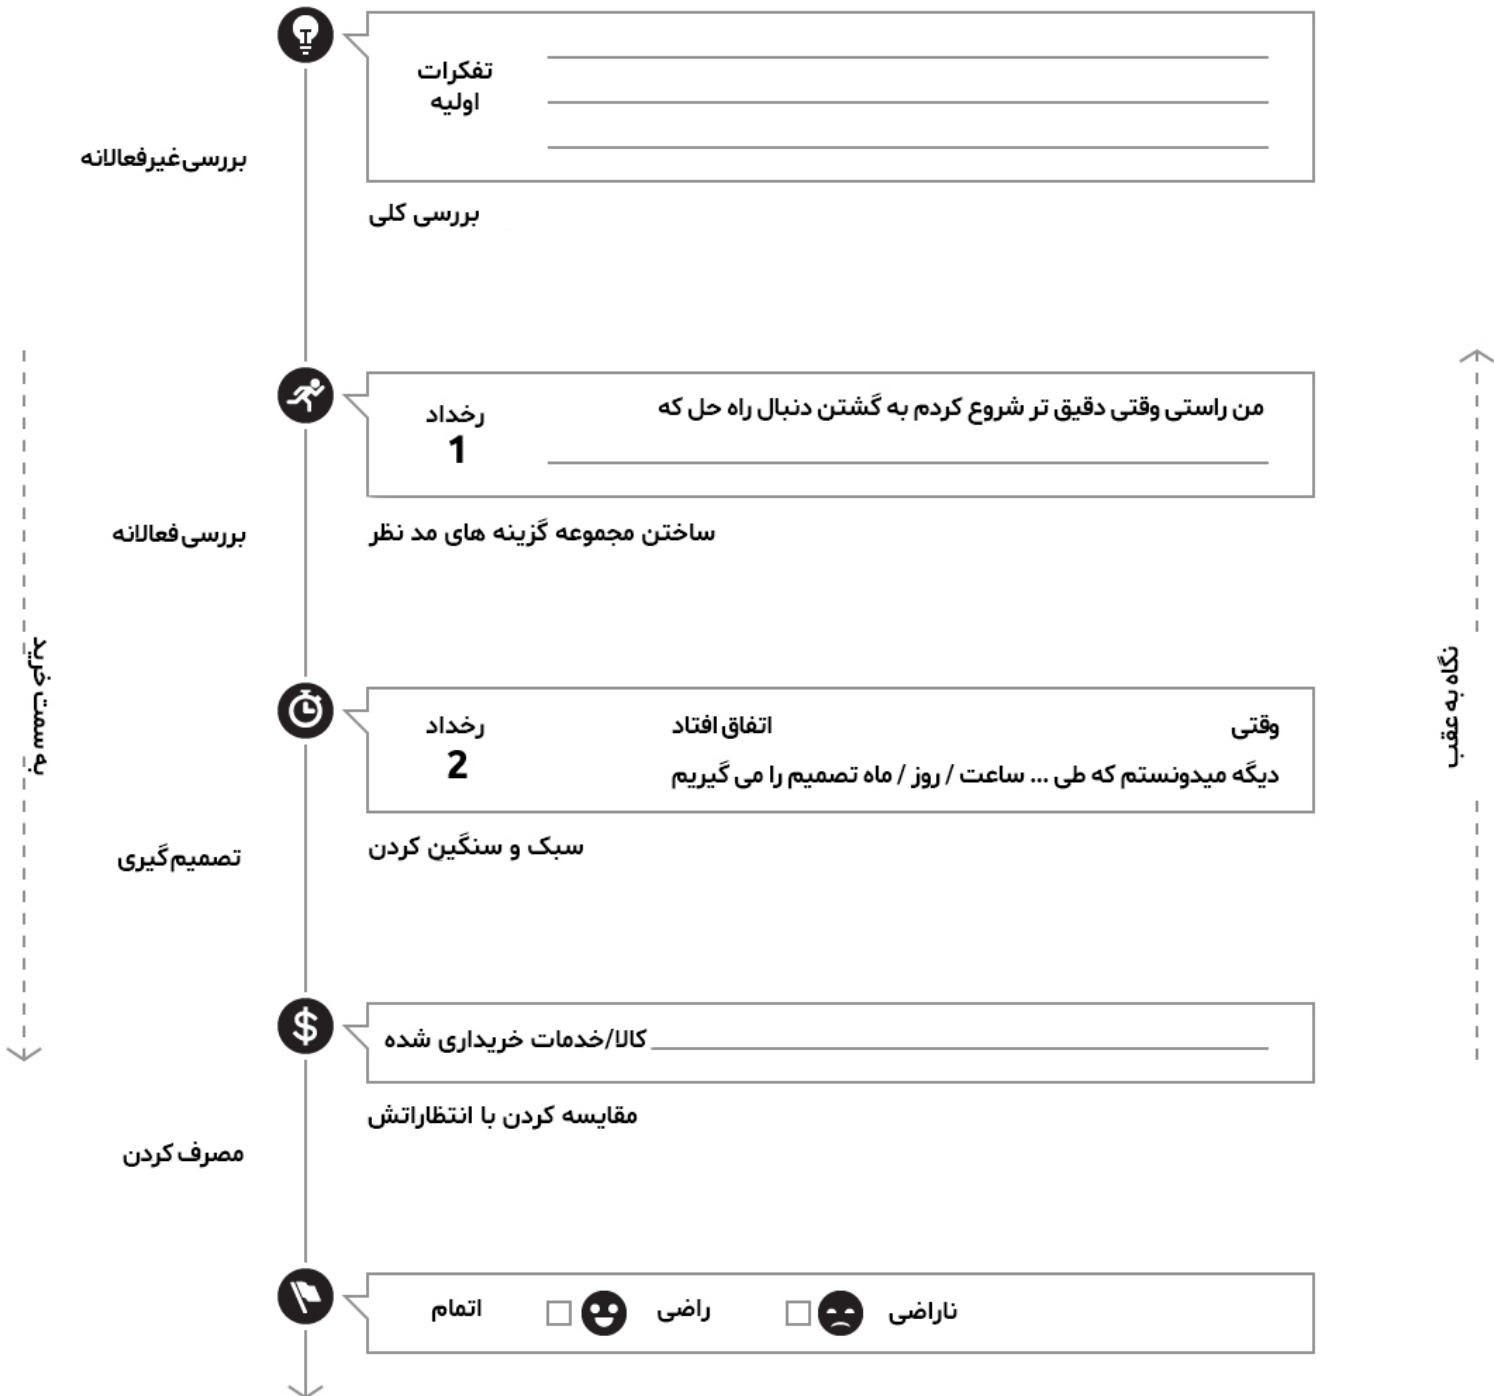 تفکرات
اولیه
بررسی غیرفعالانه
بررسی کلی
رخداد
1
من راستی وقتی دقیق تر شروع کردم به گشتن دنبال راه حل که
بررسی فعالانه
ساختن مجموعه گزینه های مد نظر
نگاه به عقب
به سمت خرید
رخداد
2
وقتی اتفاق افتاد
دیگه میدونستم که طی ... ساعت / روز / ماه تصمیم را می گیریم
سبک و سنگین کردن
تصمیم گیری
کالا/خدمات خریداری شده
مقایسه کردن با انتظاراتش
مصرف کردن
اتمام
راضی
ناراضی